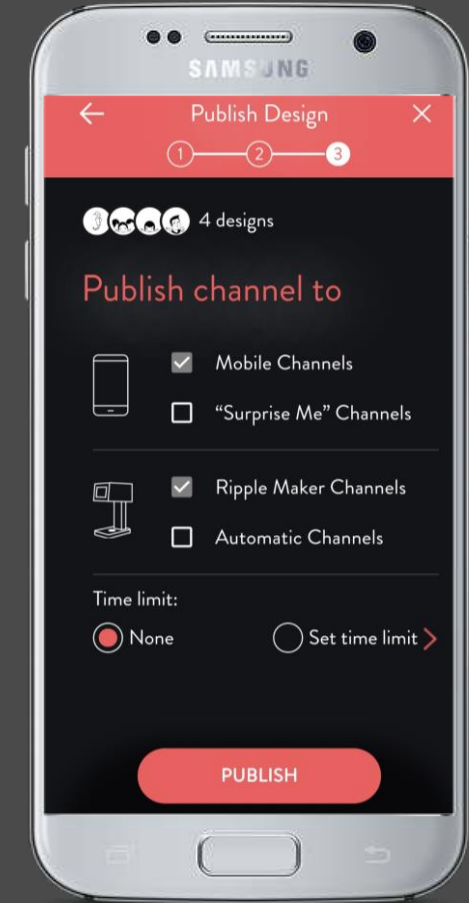 SAMSUNG
Publish Design
1 2 3
4 designs
Publish channel to
Mobile Channels
“Surprise Me” Channels
Ripple Maker Channels
Automatic Channels
Time limit:
None
Set time limit
PUBLISH